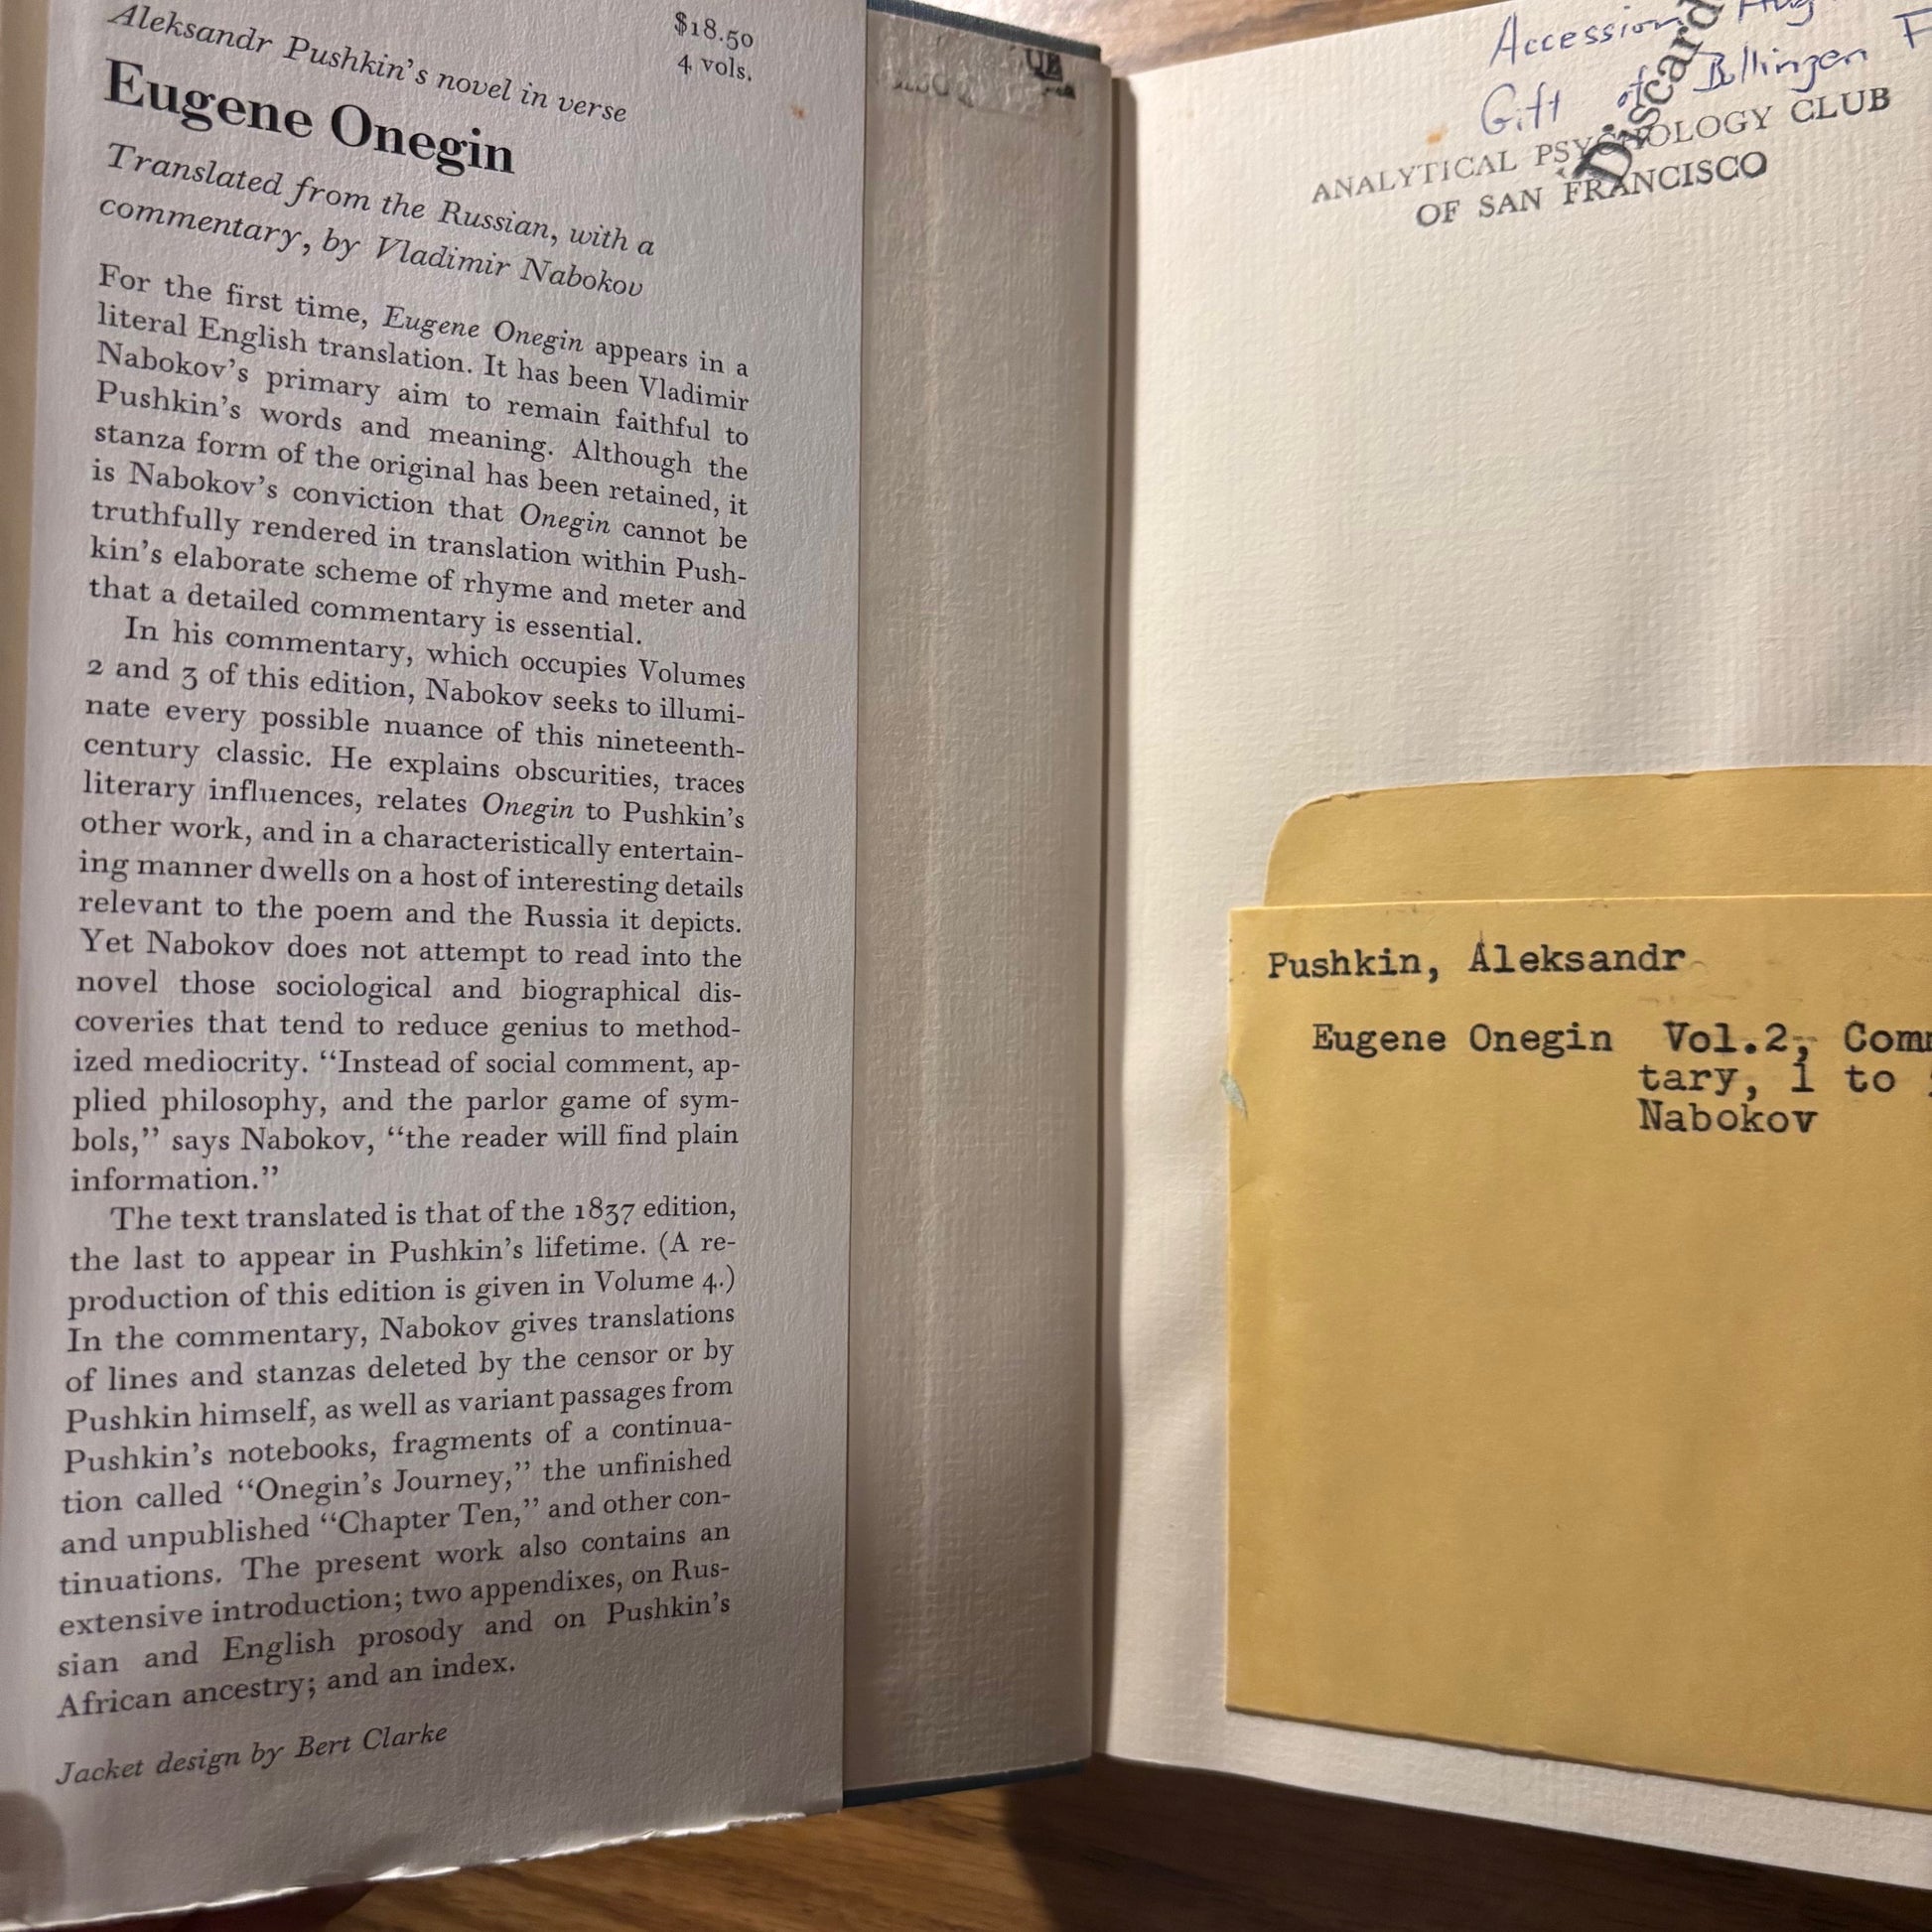 Aleksandr Pushkin's novel in verse
$18.50
4 vols.
Eugene Onegin
Translated from the Russian, with a
commentary, by Vladimir Nabokov
For the first time, Eugene Onegin appears in a
literal English translation. It has been Vladimir
Nabokov's primary aim to remain faithful to
Pushkin's words and meaning. Although the
stanza form of the original has been retained, it
is Nabokov's conviction that Onegin cannot be
truthfully rendered in translation within Push-
kin's elaborate scheme of rhyme and meter and
that a detailed commentary is essential.
In his commentary, which occupies Volumes
2 and 3 of this edition, Nabokov seeks to illumi-
nate every possible nuance of this nineteenth-
century classic. He explains obscurities, traces
literary influences, relates Onegin to Pushkin's
other work, and in a characteristically entertain-
ing manner dwells on a host of interesting details
relevant to the poem and the Russia it depicts.
Yet Nabokov does not attempt to read into the
novel those sociological and biographical dis-
coveries that tend to reduce genius to method-
ized mediocrity. “Instead of social comment, ap-
plied philosophy, and the parlor game of sym-
bols,” says Nabokov, “the reader will find plain
information.”
The text translated is that of the 1837 edition,
the last to appear in Pushkin's lifetime. (A re-
production of this edition is given in Volume 4.)
In the commentary, Nabokov gives translations
of lines and stanzas deleted by the censor or by
Pushkin himself, as well as variant passages from
Pushkin's notebooks, fragments of a continua-
tion called “Onegin's Journey,” the unfinished
and unpublished “Chapter Ten,” and other con-
tinuations. The present work also contains an
extensive introduction; two appendixes, on Rus-
sian and English prosody and on Pushkin's
African ancestry; and an index.
Jacket design by Bert Clarke
Accession Aug
Gift of Bollingen F
Discard
ANALYTICAL PSYCHOLOGY CLUB
OF SAN FRANCISCO
Pushkin, Aleksandr
Eugene Onegin Vol.2, Comm
tary, 1 to
Nabokov